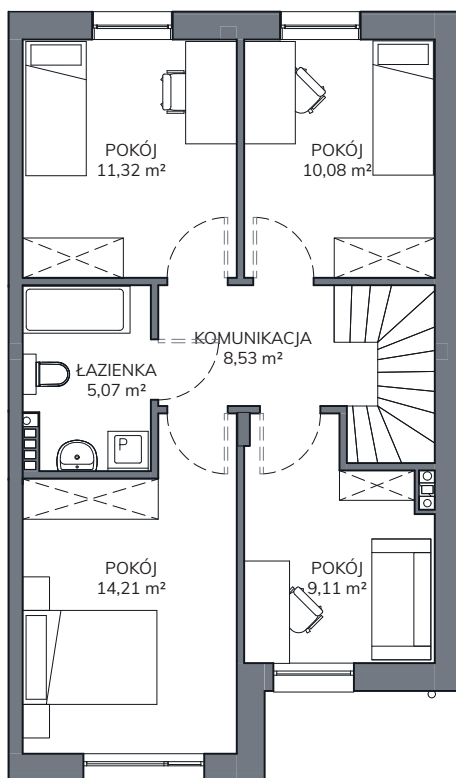 POKÓJ
11,32 m²
POKÓJ
10,08 m²
KOMUNIKACJA
8,53 m²
ŁAZIENKA
5,07 m²
P
POKÓJ
14,21 m²
POKÓJ
9,11 m²